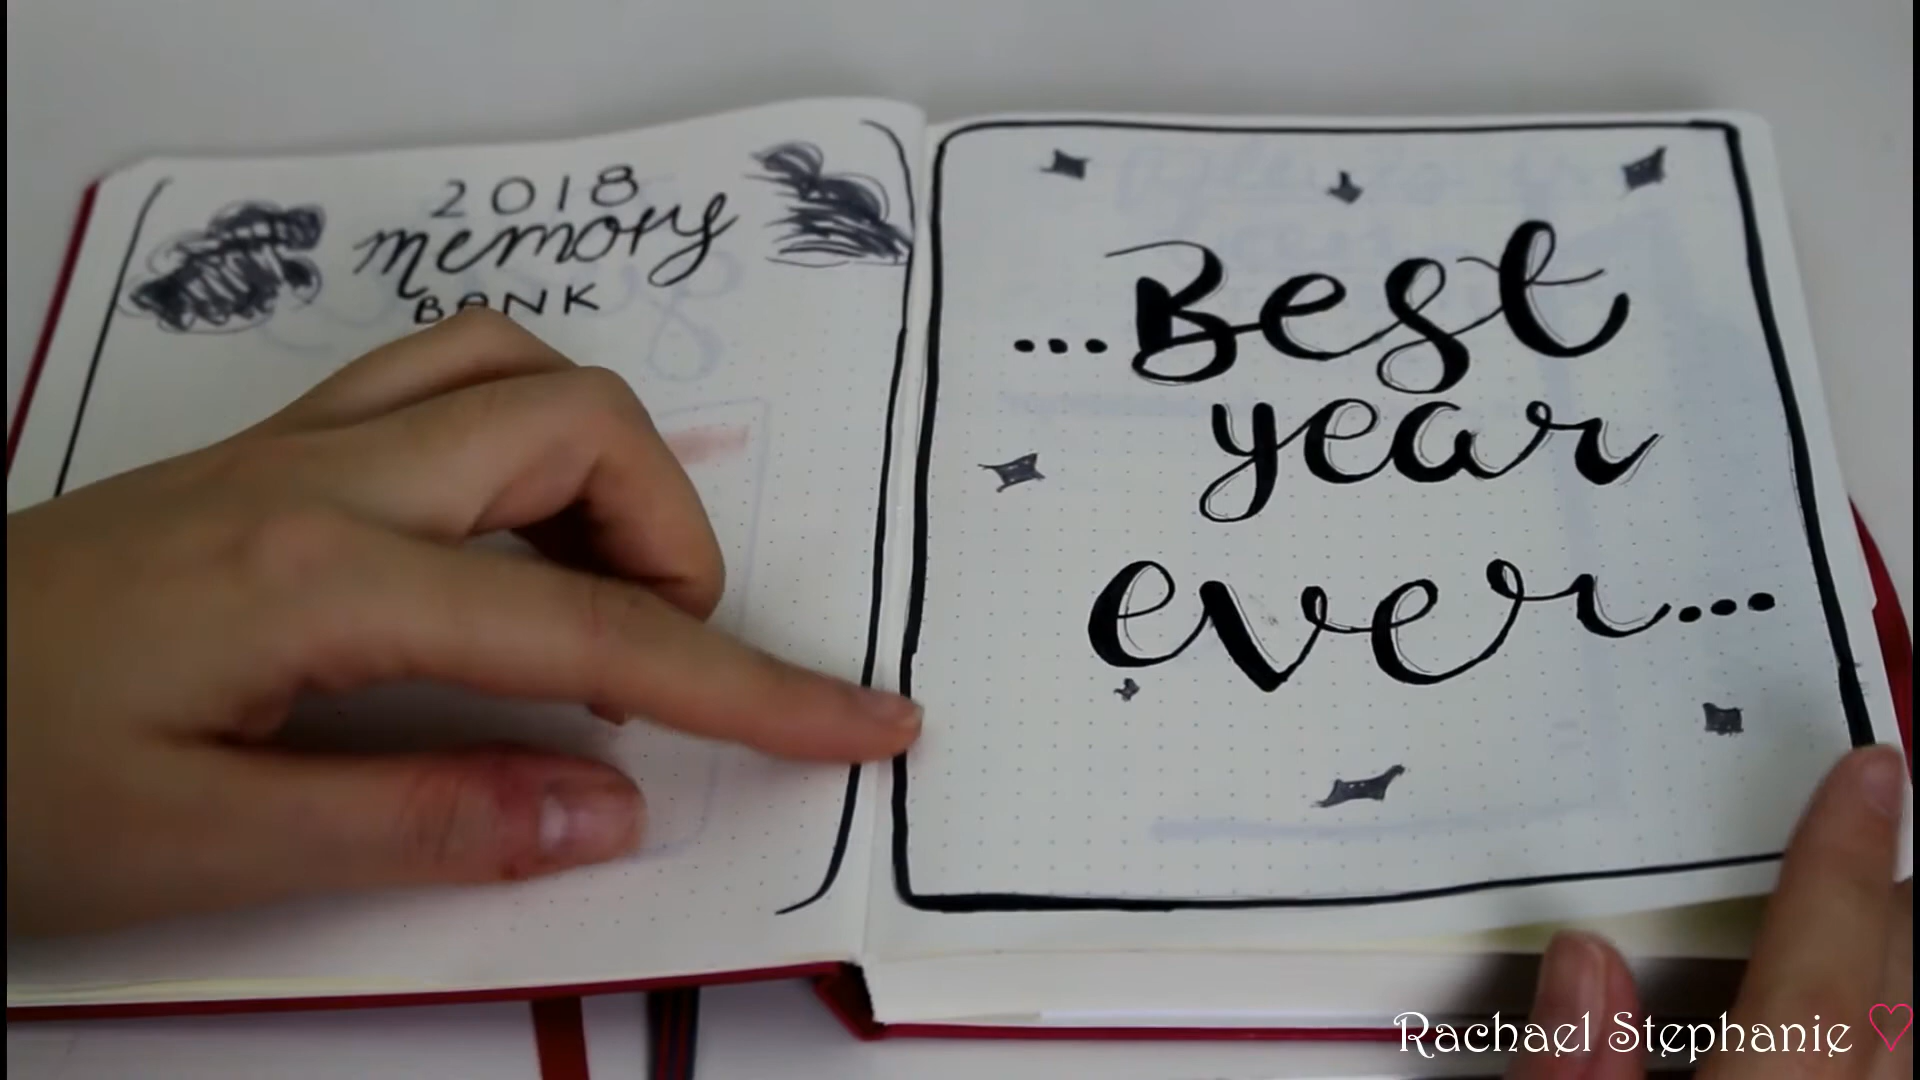 2018
memory
BANK
...Best
year
ever...
Rachael Stephanie ♡